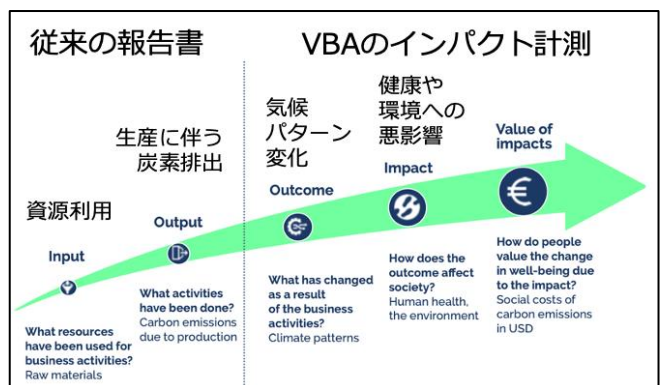 従来の報告書
VBAのインパクト計測
資源利用
Input
What resources
have been used for
business activities?
Raw materials
生産に伴う
炭素排出
Output
What activities
have been done?
Carbon emissions
due to production
気候
パターン
変化
Outcome
What has changed
as a result
of the business
activities?
Climate patterns
健康や
環境への
悪影響
Impact
How does the
outcome affect
society?
Human health,
the environment
Value of
impacts
€
How do people
value the change
in well-being due
to the impact?
Social costs of
carbon emissions
in USD